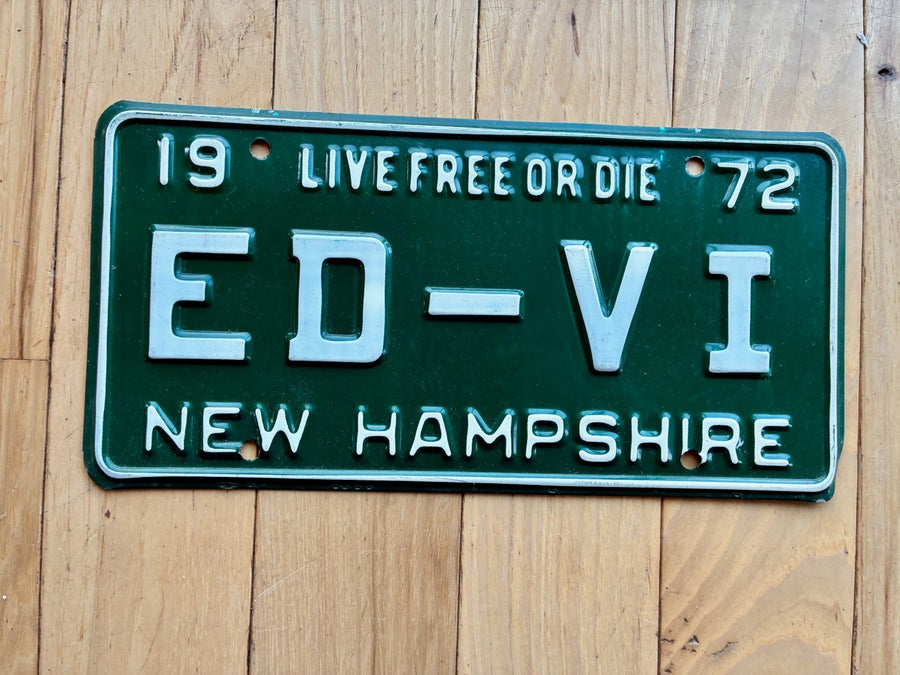 19 LIVE FREE OR DIE 72
ED-VI
NEW HAMPSHIRE